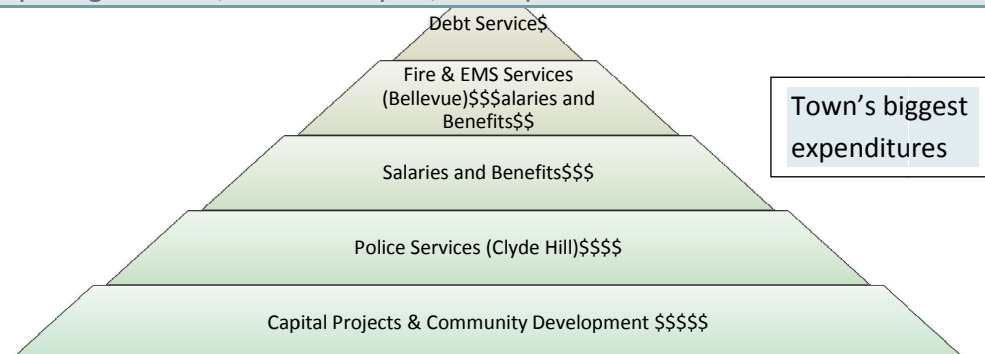 Debt Service$
Fire & EMS Services
(Bellevue)$$$alaries and
Benefits$$
Town's biggest
expenditures
Salaries and Benefits$$$
Police Services (Clyde Hill)$$$$
Capital Projects & Community Development $$$$$